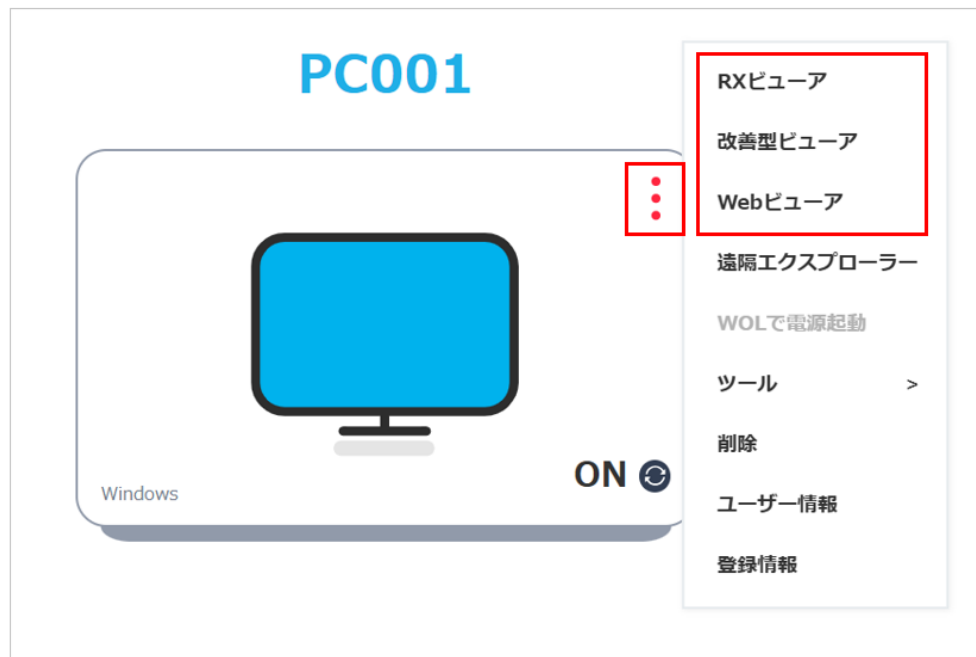 PC001
Windows
ON
RXビューア
改善型ビューア
Webビューア
遠隔エクスプローラー
WOLで電源起動
ツール >
削除
ユーザー情報
登録情報